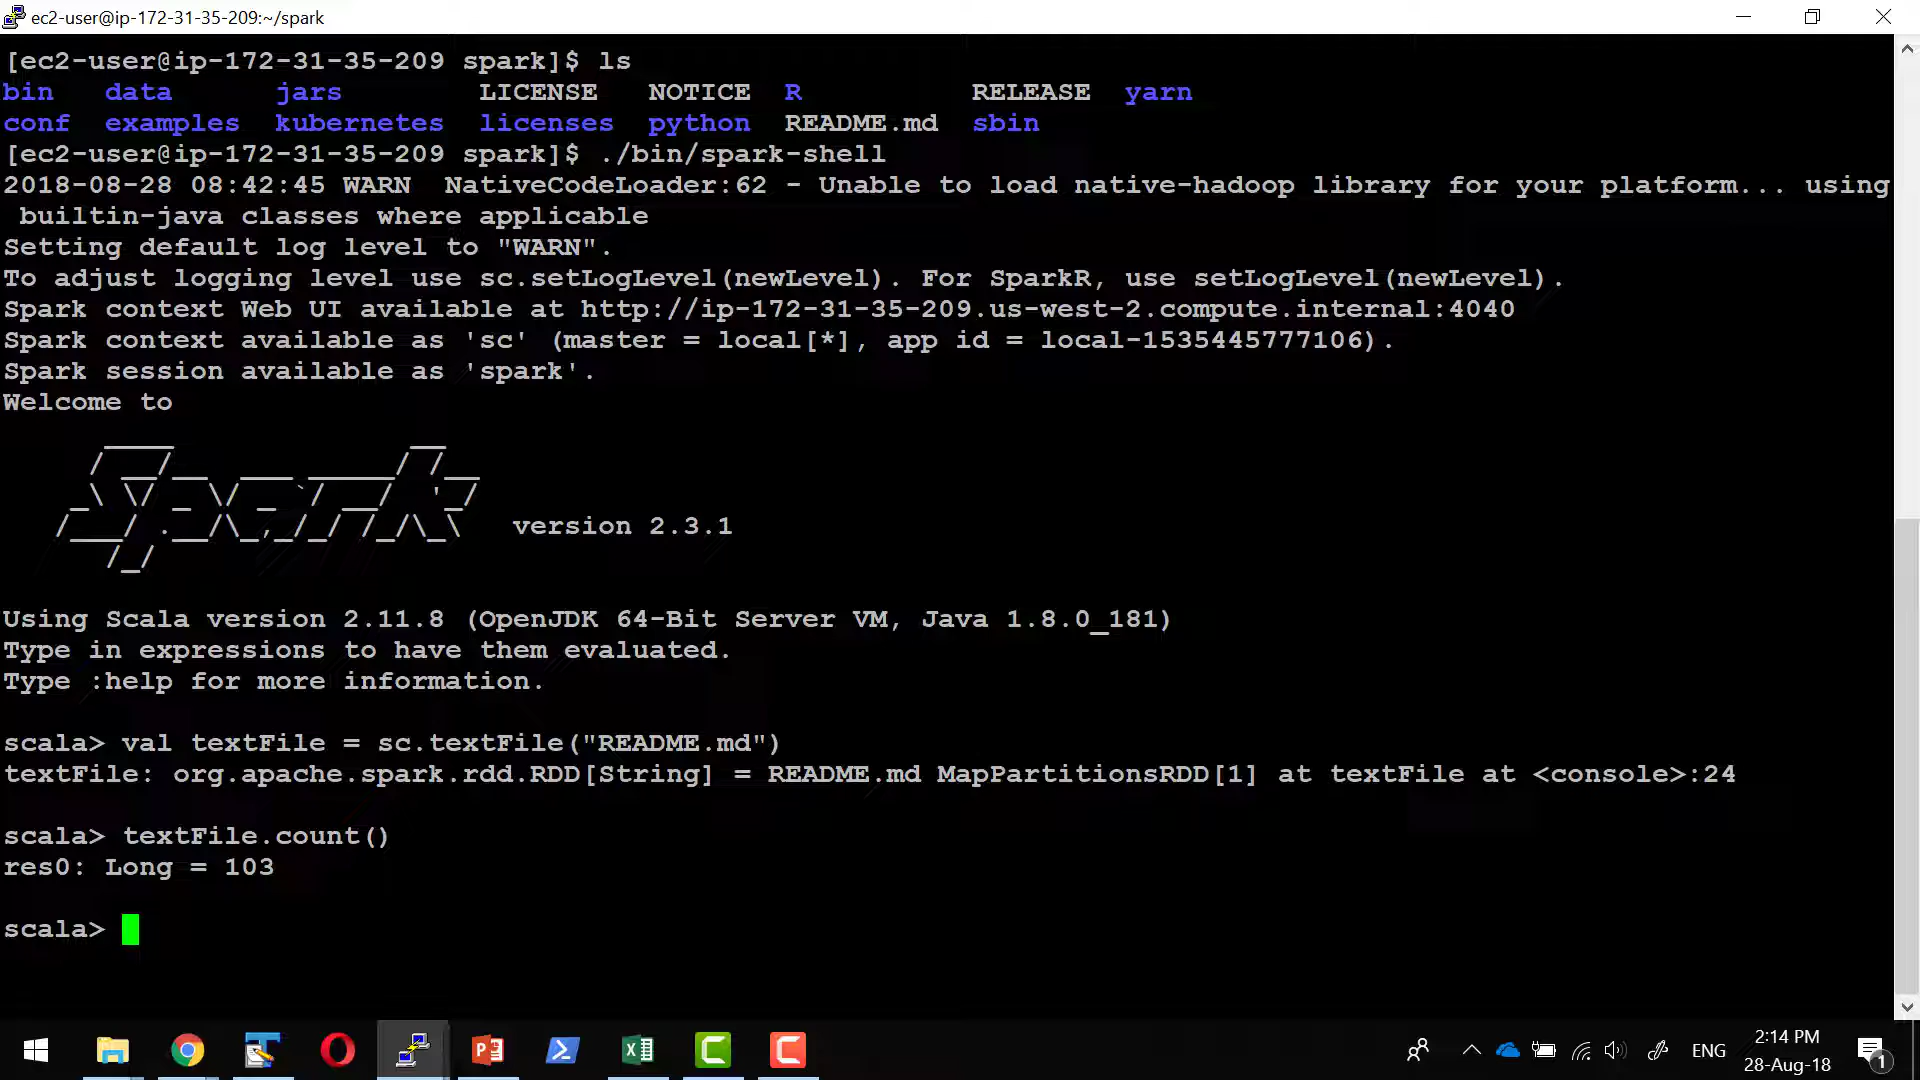 ec2-user@ip-172-31-35-209:~/spark
[ec2-user@ip-172-31-35-209 spark]$ ls
bin data jars LICENSE NOTICE R RELEASE yarn
conf examples kubernetes licenses python README.md sbin
[ec2-user@ip-172-31-35-209 spark]$ ./bin/spark-shell
2018-08-28 08:42:45 WARN  NativeCodeLoader:62 - Unable to load native-hadoop library for your platform... using
 builtin-java classes where applicable
Setting default log level to "WARN".
To adjust logging level use sc.setLogLevel(newLevel). For SparkR, use setLogLevel(newLevel).
Spark context Web UI available at http://ip-172-31-35-209.us-west-2.compute.internal:4040
Spark context available as 'sc' (master = local[*], app id = local-1535445777106).
Spark session available as 'spark'.
Welcome to
Spark version 2.3.1
Using Scala version 2.11.8 (OpenJDK 64-Bit Server VM, Java 1.8.0_181)
Type in expressions to have them evaluated.
Type :help for more information.
scala> val textFile = sc.textFile("README.md")
textFile: org.apache.spark.rdd.RDD[String] = README.md MapPartitionsRDD[1] at textFile at <console>:24
scala> textFile.count()
res0: Long = 103
scala>
ENG
2:14 PM
28-Aug-18
1